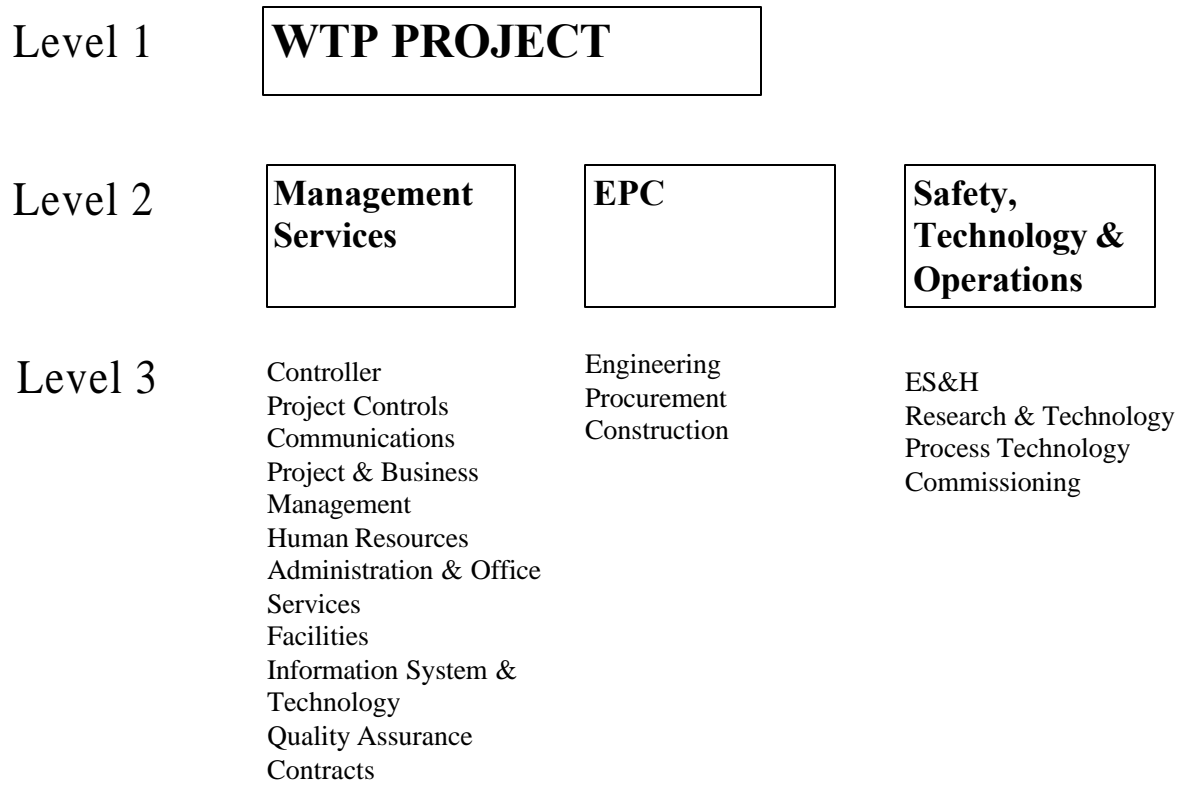 Level 1
WTP PROJECT
Level 2
Management
Services
EPC
Safety,
Technology &
Operations
Level 3
Controller
Project Controls
Communications
Project & Business
Management
Human Resources
Administration & Office
Services
Facilities
Information System &
Technology
Quality Assurance
Contracts
Engineering
Procurement
Construction
ES&H
Research & Technology
Process Technology
Commissioning